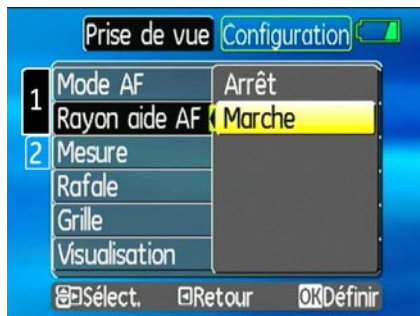 Prise de vue Configuration
1
Mode AF Arrêt
Rayon aide AF Marche
2 Mesure
Rafale
Grille
Visualisation
Sélect. Retour OK Définir